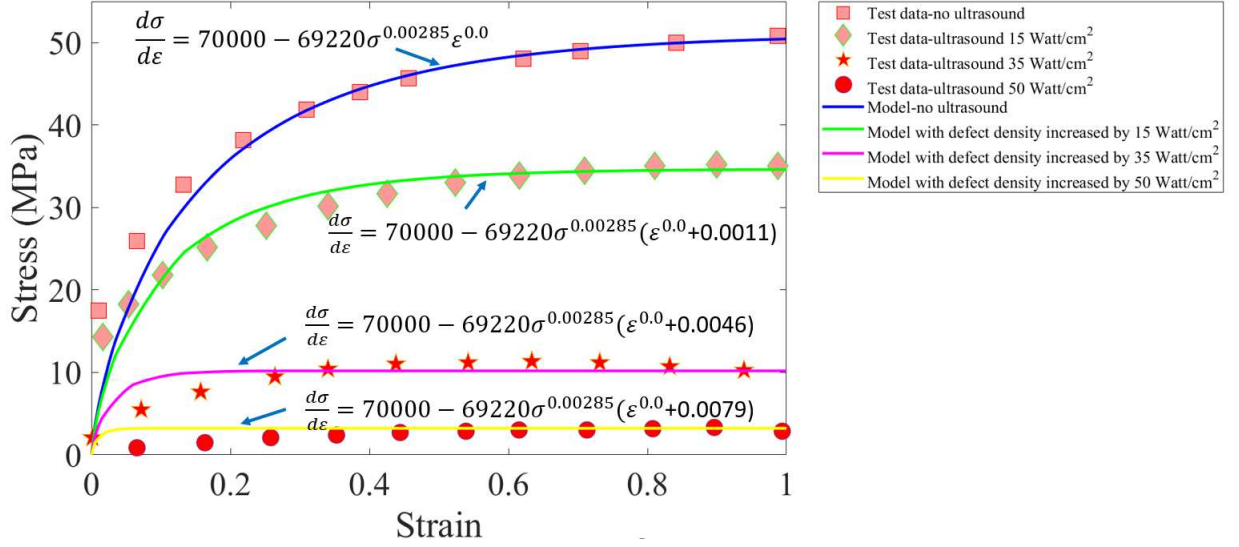 50
40
30
20
10
0
Stress (MPa)
0
0.2
0.4
0.6
0.8
1
Strain
dσ/dε = 70000 − 69220σ^0.00285 ε^0.0
dσ/dε = 70000 − 69220σ^0.00285(ε^0.0+0.0011)
dσ/dε = 70000 − 69220σ^0.00285(ε^0.0+0.0046)
dσ/dε = 70000 − 69220σ^0.00285(ε^0.0+0.0079)
Test data-no ultrasound
Test data-ultrasound 15 Watt/cm²
Test data-ultrasound 35 Watt/cm²
Test data-ultrasound 50 Watt/cm²
Model-no ultrasound
Model with defect density increased by 15 Watt/cm²
Model with defect density increased by 35 Watt/cm²
Model with defect density increased by 50 Watt/cm²